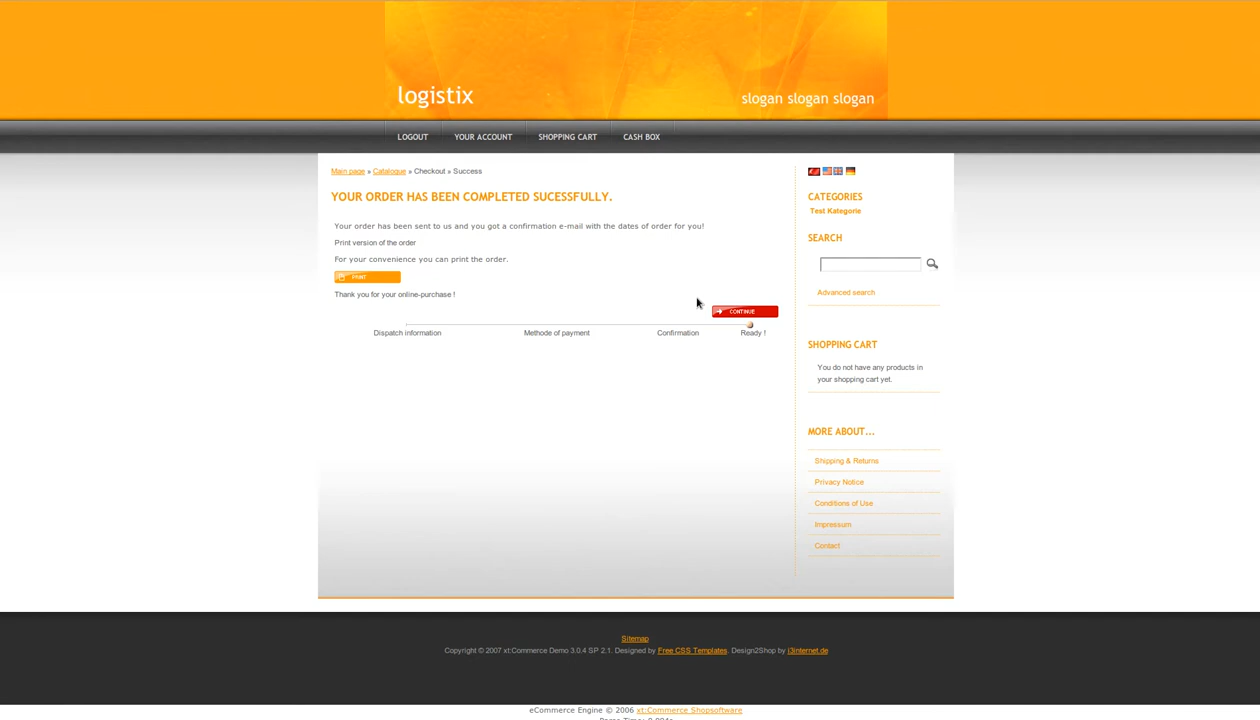 logistix
slogan slogan slogan
LOGOUT YOUR ACCOUNT SHOPPING CART CASH BOX
Main page » Catalogue » Checkout » Success
YOUR ORDER HAS BEEN COMPLETED SUCESSFULLY.
Your order has been sent to us and you got a confirmation e-mail with the dates of order for you!
Print version of the order
For your convenience you can print the order.
PRINT
Thank you for your online-purchase !
CONTINUE
Dispatch information Methode of payment Confirmation Ready !
CATEGORIES
Test Kategorie
SEARCH
Advanced search
SHOPPING CART
You do not have any products in
your shopping cart yet.
MORE ABOUT...
Shipping & Returns
Privacy Notice
Conditions of Use
Impressum
Contact
Sitemap
Copyright © 2007 xt:Commerce Demo 3.0.4 SP 2.1. Designed by Free CSS Templates. Design2Shop by i3internet.de
eCommerce Engine © 2006 xt:Commerce Shopsoftware